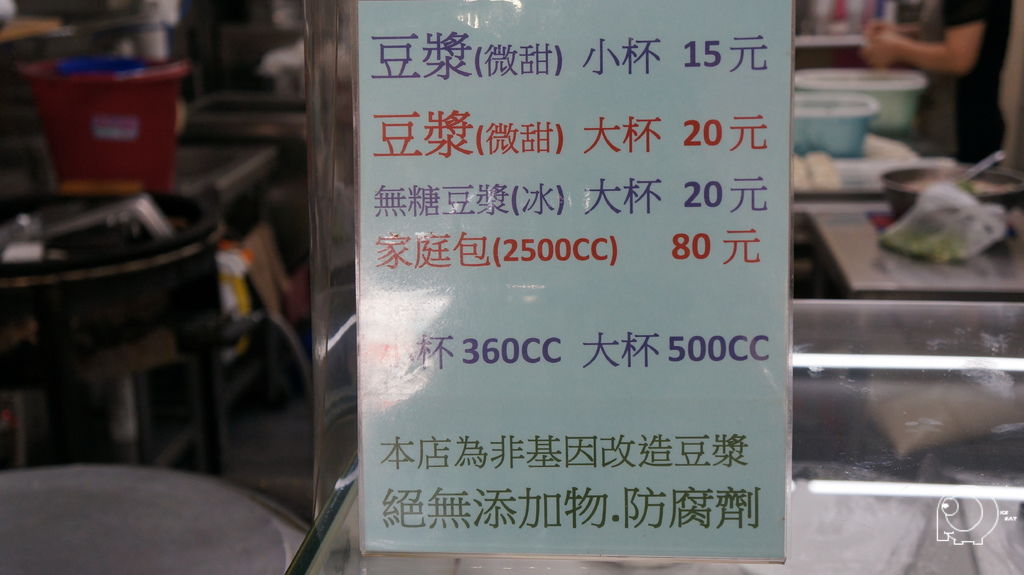 豆漿(微甜) 小杯 15元
豆漿(微甜) 大杯 20元
無糖豆漿(冰) 大杯 20元
家庭包(2500CC) 80 元
杯 360CC 大杯 500CC
本店為非基因改造豆漿
絕無添加物.防腐劑